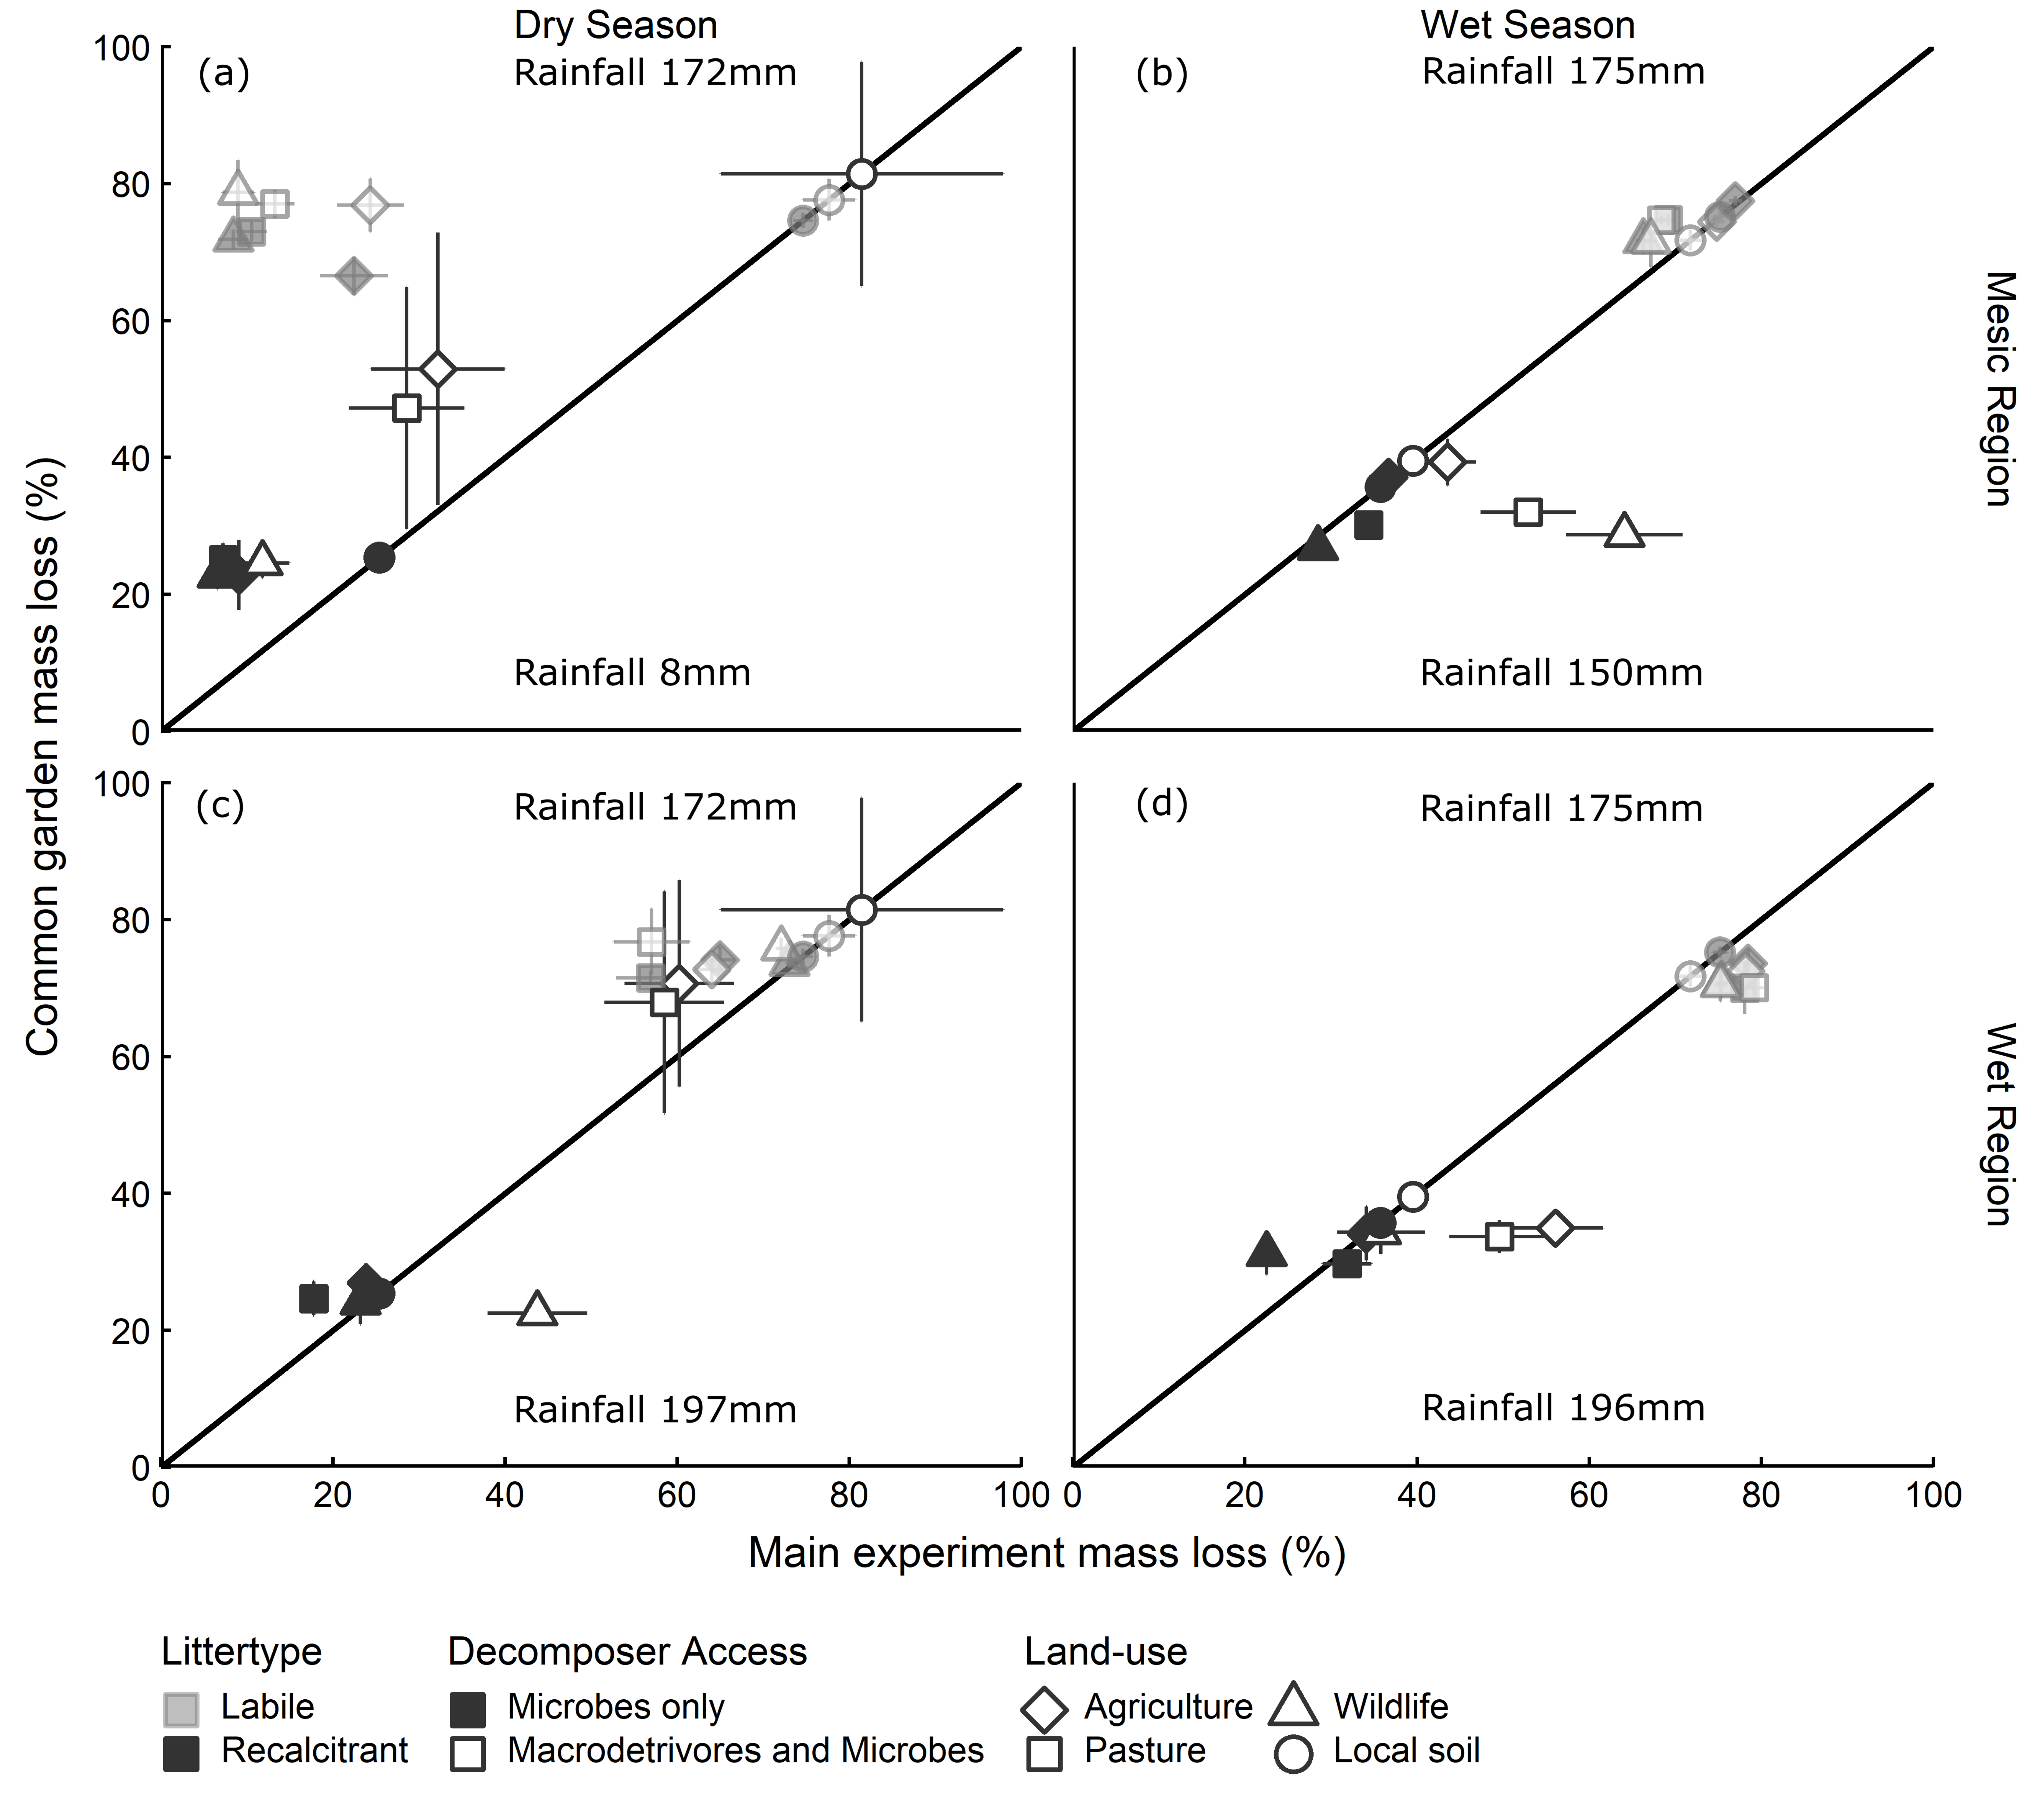 Dry Season
Wet Season
(a)
Rainfall 172mm
(b)
Rainfall 175mm
100
80
60
40
20
0
Rainfall 8mm
Rainfall 150mm
Mesic Region
Common garden mass loss (%)
(c)
Rainfall 172mm
(d)
Rainfall 175mm
100
80
60
40
20
0
Rainfall 197mm
Rainfall 196mm
Wet Region
0 20 40 60 80 100
0 20 40 60 80 100
Main experiment mass loss (%)
Littertype
Labile
Recalcitrant
Decomposer Access
Microbes only
Macrodetrivores and Microbes
Land-use
Agriculture
Pasture
Wildlife
Local soil